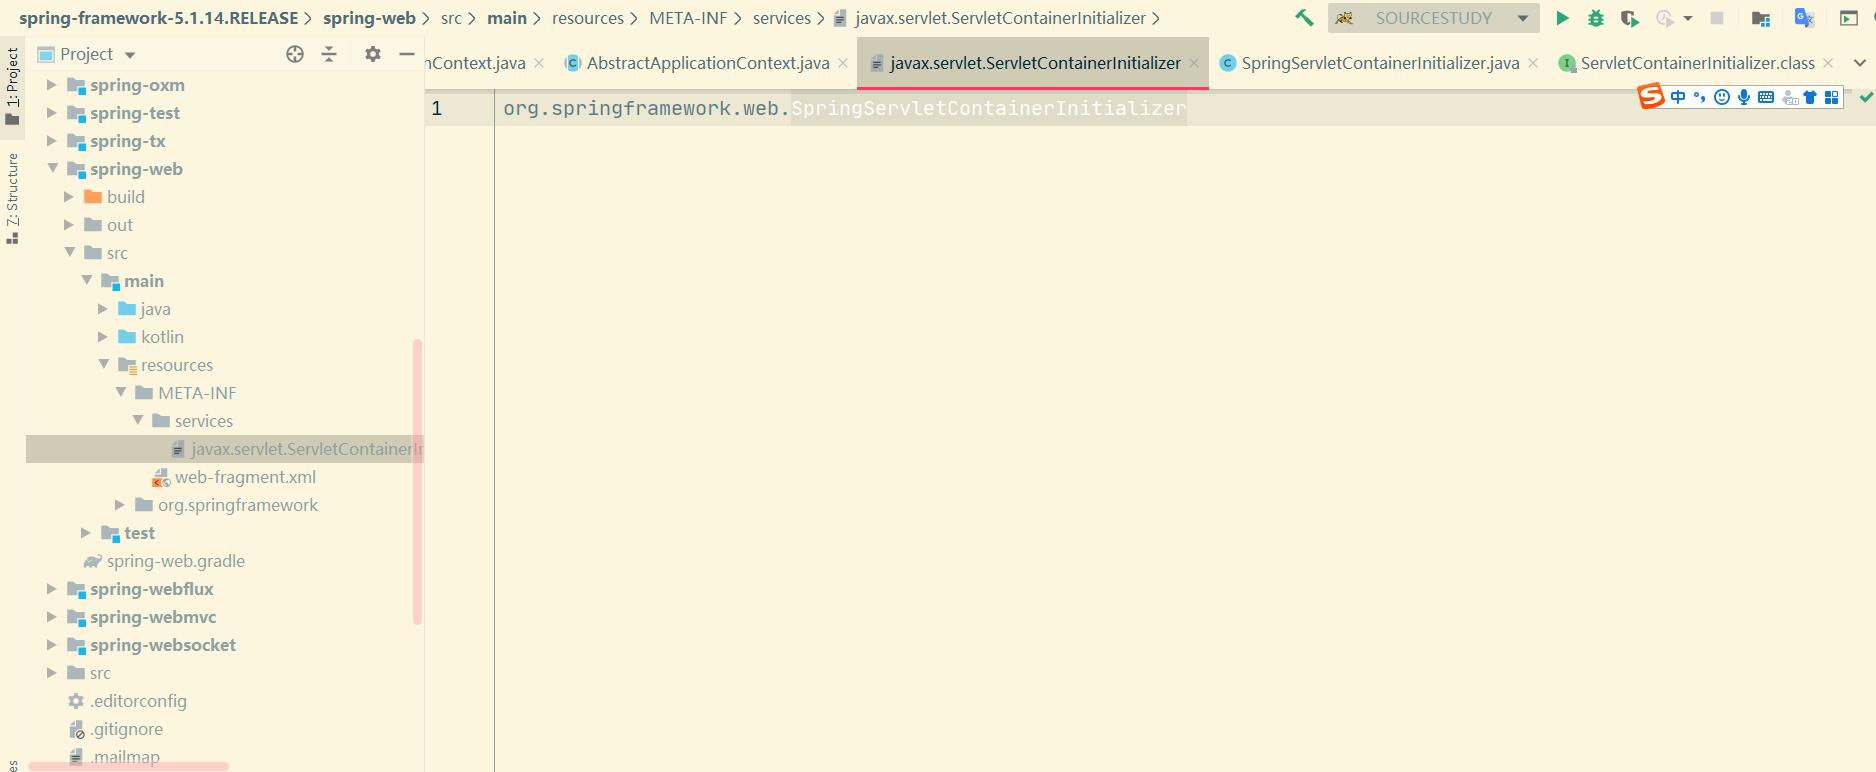 spring-framework-5.1.14.RELEASE > spring-web > src > main > resources > META-INF > services > javax.servlet.ServletContainerInitializer >
SOURCESTUDY
1: Project
Z: Structure
Project
nContext.java
AbstractApplicationContext.java
javax.servlet.ServletContainerInitializer
SpringServletContainerInitializer.java
ServletContainerInitializer.class
1 org.springframework.web.SpringServletContainerInitializer
中
spring-oxm
spring-test
spring-tx
spring-web
build
out
src
main
java
kotlin
resources
META-INF
services
javax.servlet.ServletContainerIn
web-fragment.xml
org.springframework
test
spring-web.gradle
spring-webflux
spring-webmvc
spring-websocket
src
.editorconfig
.gitignore
.mailmap